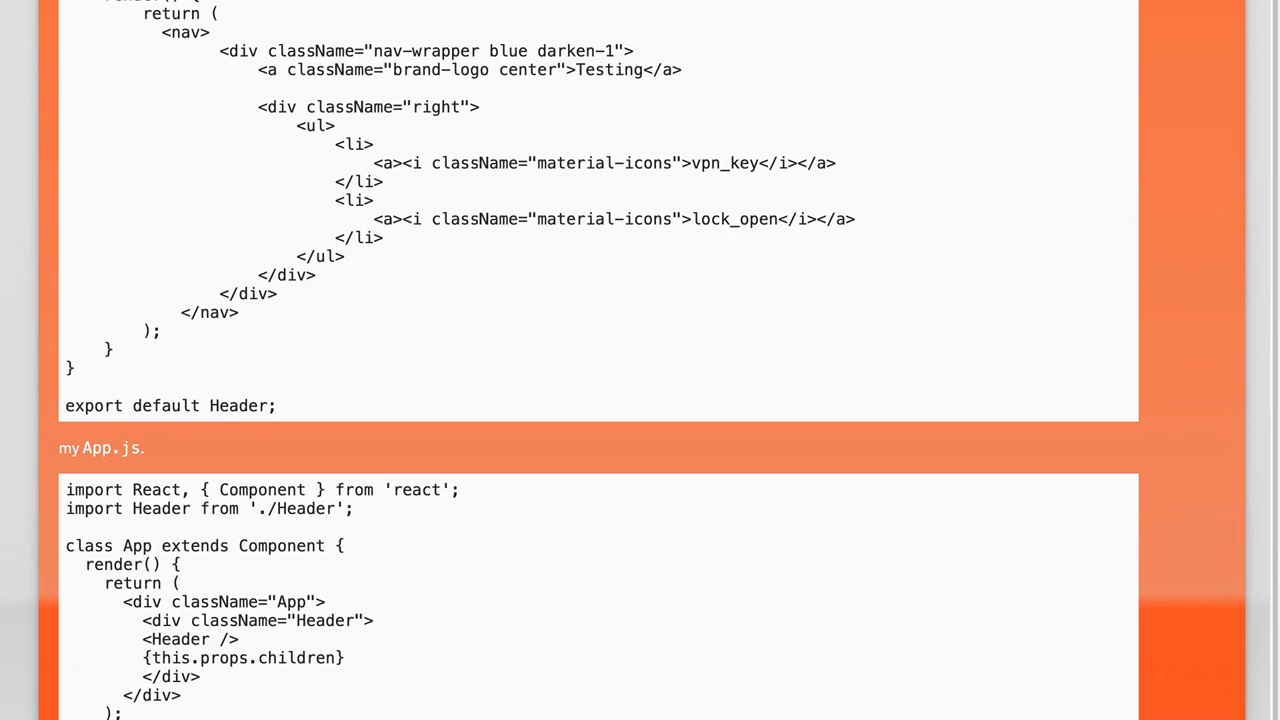 return (
<nav>
<div className="nav-wrapper blue darken-1">
<a className="brand-logo center">Testing</a>
<div className="right">
<ul>
<li>
<a><i className="material-icons">vpn_key</i></a>
</li>
<li>
<a><i className="material-icons">lock_open</i></a>
</li>
</ul>
</div>
</div>
</nav>
);
}
}
export default Header;
my App.js.
import React, { Component } from 'react';
import Header from './Header';
class App extends Component {
render() {
return (
<div className="App">
<div className="Header">
<Header />
{this.props.children}
</div>
</div>
);